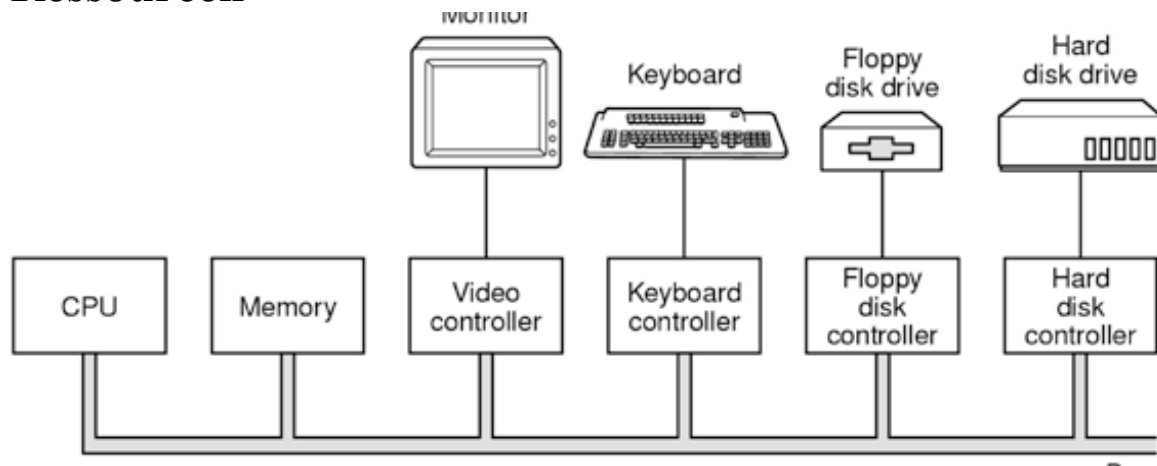 Monitor
Keyboard
Floppy
disk drive
Hard
disk drive
CPU
Memory
Video
controller
Keyboard
controller
Floppy
disk
controller
Hard
disk
controller